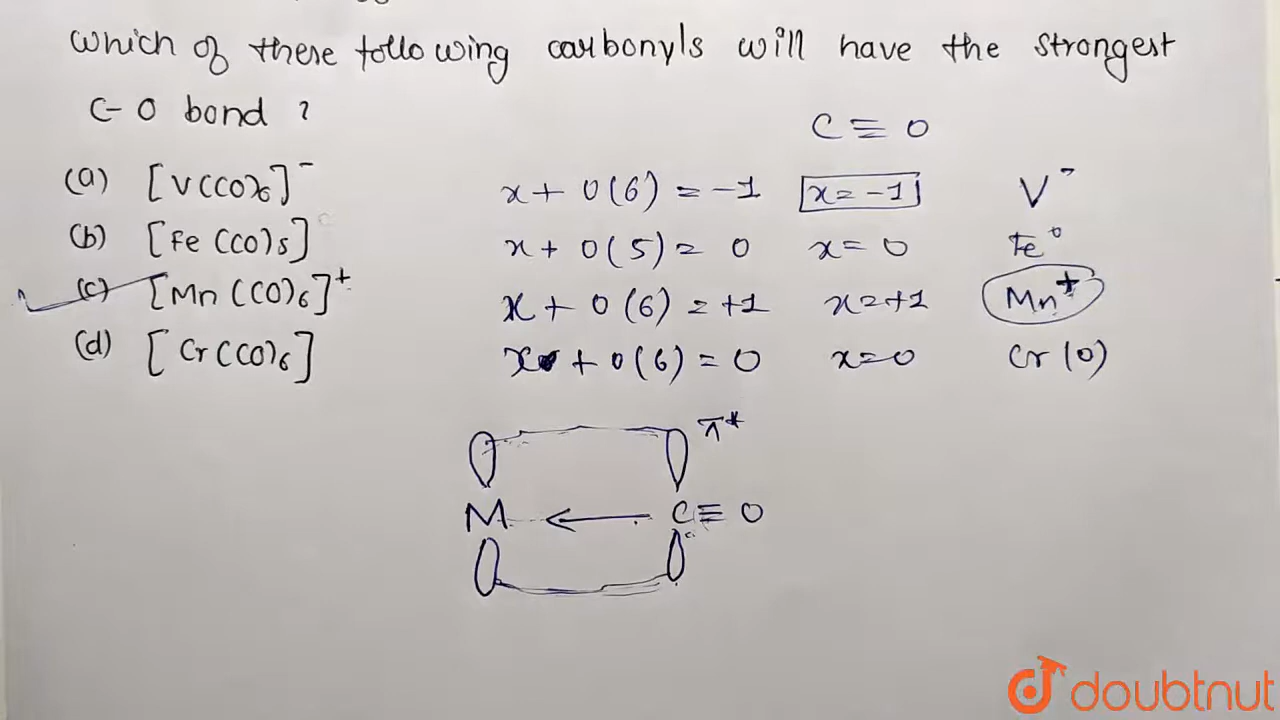 which of these following carbonyls will have the strongest
C-O bond ?
C≡O
(a) [V(CO)6]⁻ x + 0(6) = -1 x = -1 V⁻
(b) [Fe(CO)5] x + 0(5) = 0 x = 0 Fe⁰
(c) [Mn(CO)6]⁺ x + 0(6) = +1 x = +1 Mn⁺
(d) [Cr(CO)6] x + 0(6) = 0 x = 0 Cr(0)
π*
M ← C≡O
doubtnut